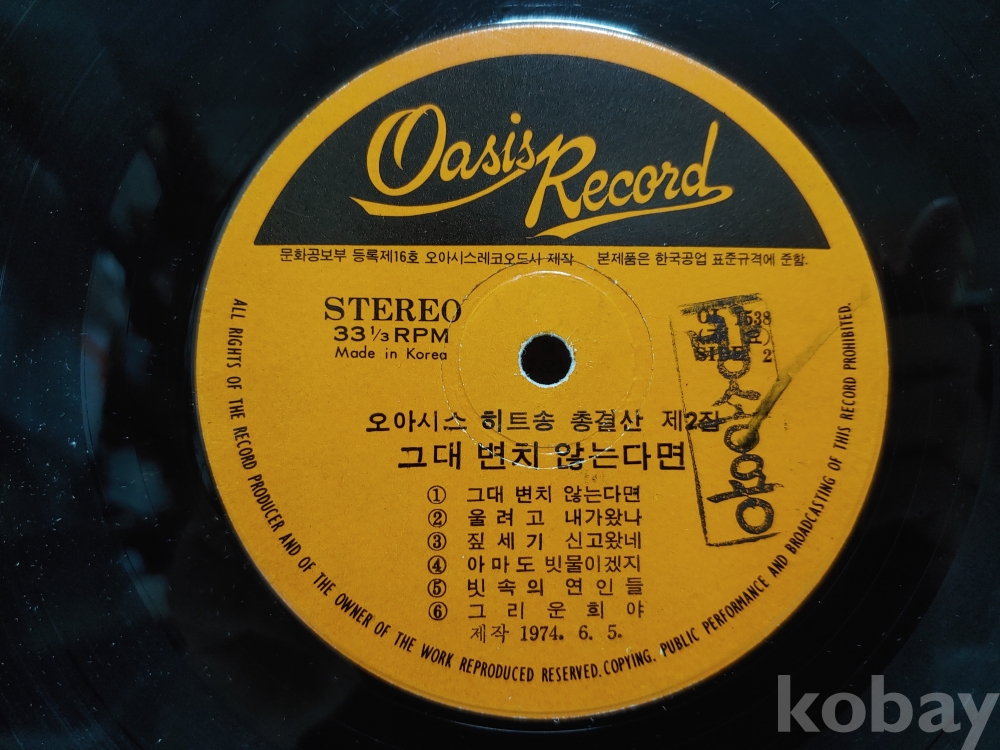 Oasis
Record
문화공보부 등록제16호 오아시스레코오드사 제작 본제품은 한국공업 표준규격에 준함.
STEREO
33 1/3 RPM
Made in Korea
1538
SIDE 2
오아시스 히트송 총결산 제2집
그대 변치 않는다면
① 그대 변치 않는다면
② 울려고 내가왔나
③ 짚세기 신고왔네
④ 아마도 빗물이겠지
⑤ 빗속의 연인들
⑥ 그리운희야
제작 1974. 6. 5.
ALL RIGHTS OF THE RECORD PRODUCER AND OF THE OWNER OF THE WORK REPRODUCED RESERVED. COPYING. PUBLIC PERFORMANCE AND BROADCASTING OF THIS RECORD PROHIBITED.
kobay